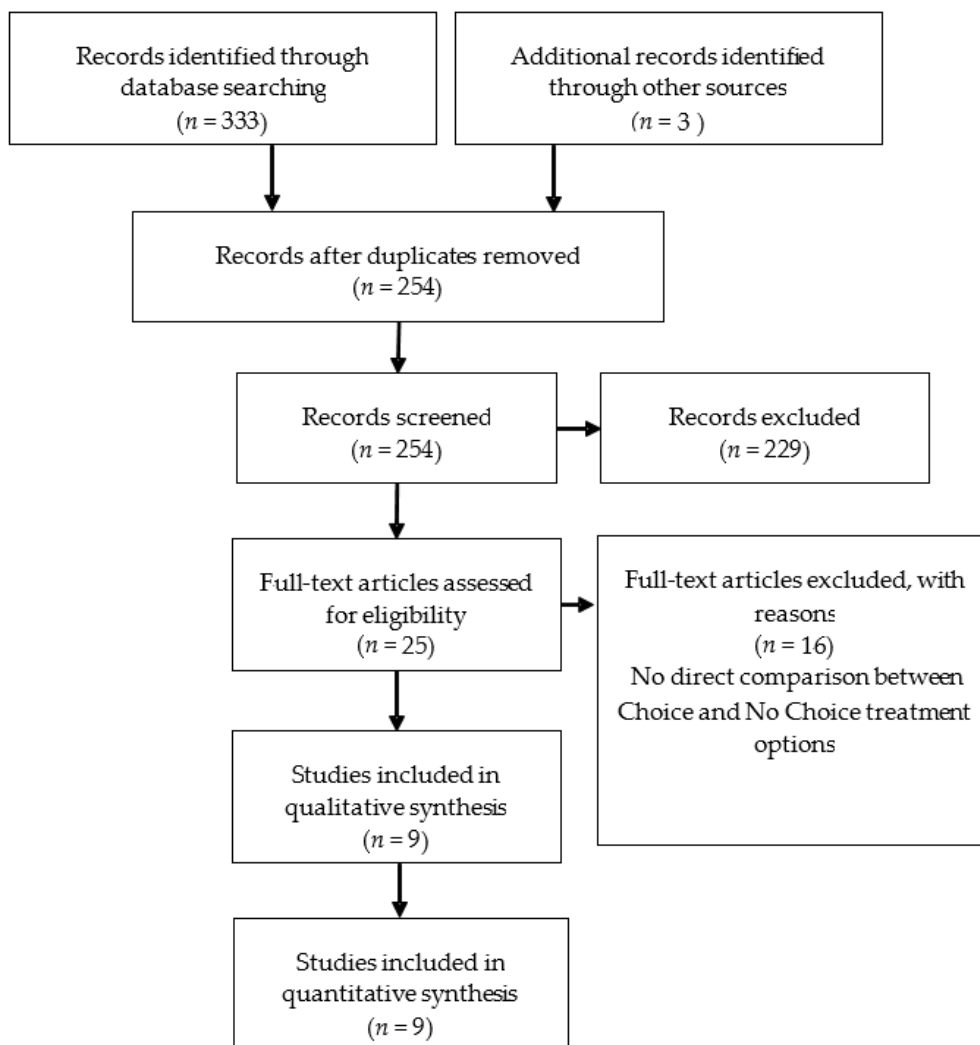 Records identified through
database searching
(n = 333)
Additional records identified
through other sources
(n = 3 )
Records after duplicates removed
(n = 254)
Records screened
(n = 254)
Records excluded
(n = 229)
Full-text articles assessed
for eligibility
(n = 25)
Full-text articles excluded, with
reasons
(n = 16)
No direct comparison between
Choice and No Choice treatment
options
Studies included in
qualitative synthesis
(n = 9)
Studies included in
quantitative synthesis
(n = 9)